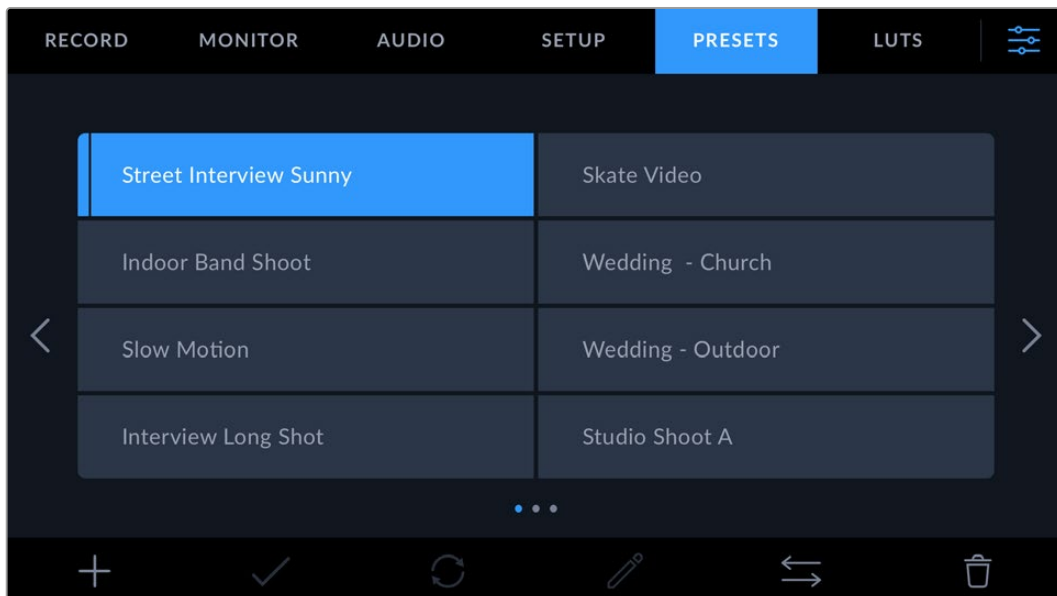 RECORD MONITOR AUDIO SETUP PRESETS LUTS
Street Interview Sunny
Skate Video
Indoor Band Shoot
Wedding - Church
Slow Motion
Wedding - Outdoor
Interview Long Shot
Studio Shoot A